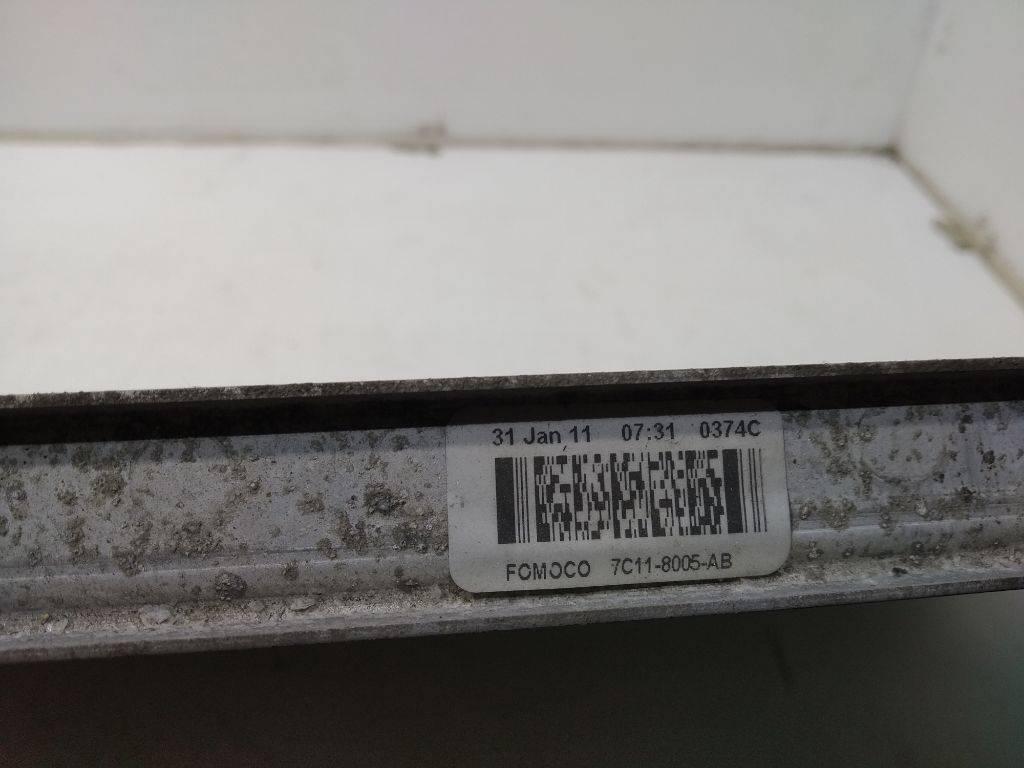 31 Jan 11 07:31 0374C
FOMOCO 7C11-8005-AB